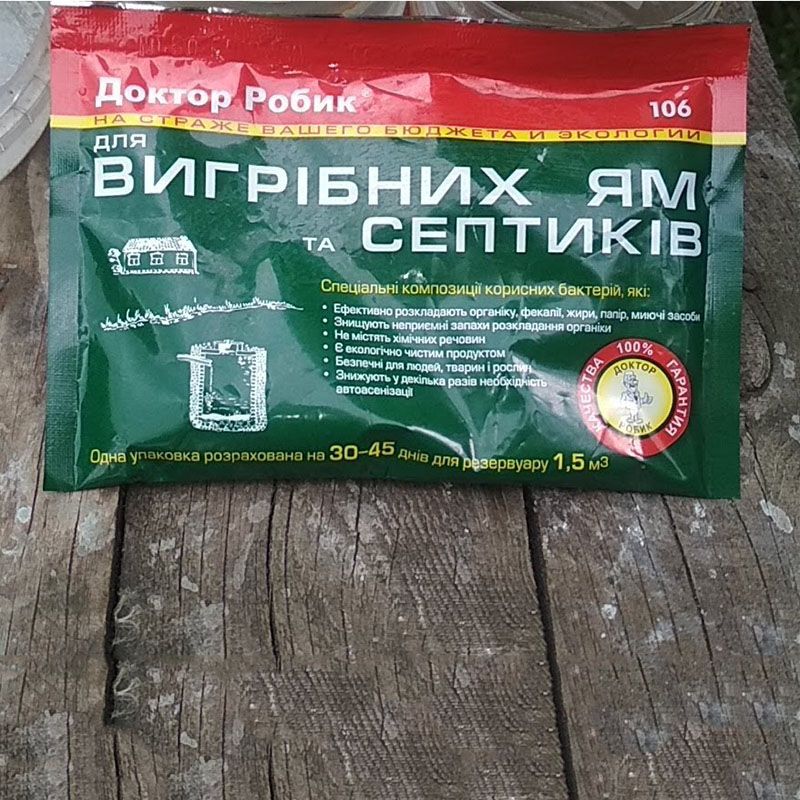 Доктор Робик®
106
НА СТРАЖЕ ВАШЕГО БЮДЖЕТА И ЭКОЛОГИИ
для
ВИГРІБНИХ ЯМ
та СЕПТИКІВ
Спеціальні композиції корисних бактерій, які:
• Ефективно розкладають органіку, фекалії, жири, папір, миючі засоби
• Знищують неприємні запахи розкладання органіки
• Не містять хімічних речовин
• Є екологічно чистим продуктом
• Безпечні для людей, тварин і рослин
• Знижують у декілька разів необхідність
автоасенізації
100%
КАЧЕСТВА
ГАРАНТИЯ
ДОКТОР
РОБИК
Одна упаковка розрахована на 30-45 днів для резервуару 1,5 м3